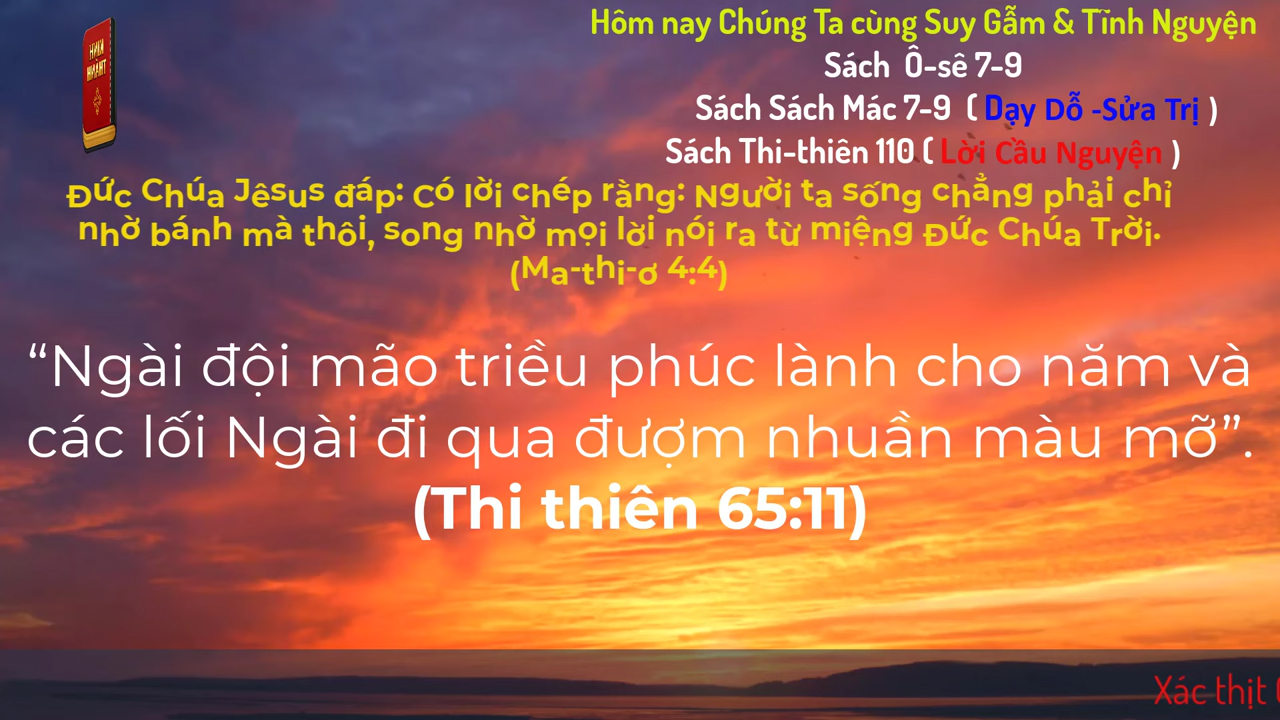 Hôm nay Chúng Ta cùng Suy Gẫm & Tĩnh Nguyện
Sách Ô-sê 7-9
Sách Sách Mác 7-9 ( Dạy Dỗ -Sửa Trị )
Sách Thi-thiên 110 ( Lời Cầu Nguyện )
Đức Chúa Jêsus đáp: Có lời chép rằng: Người ta sống chẳng phải chỉ
nhờ bánh mà thôi, song nhờ mọi lời nói ra từ miệng Đức Chúa Trời.
(Ma-thi-ơ 4:4)
“Ngài đội mão triều phúc lành cho năm và
các lối Ngài đi qua đượm nhuần màu mỡ”.
(Thi thiên 65:11)
Xác thịt